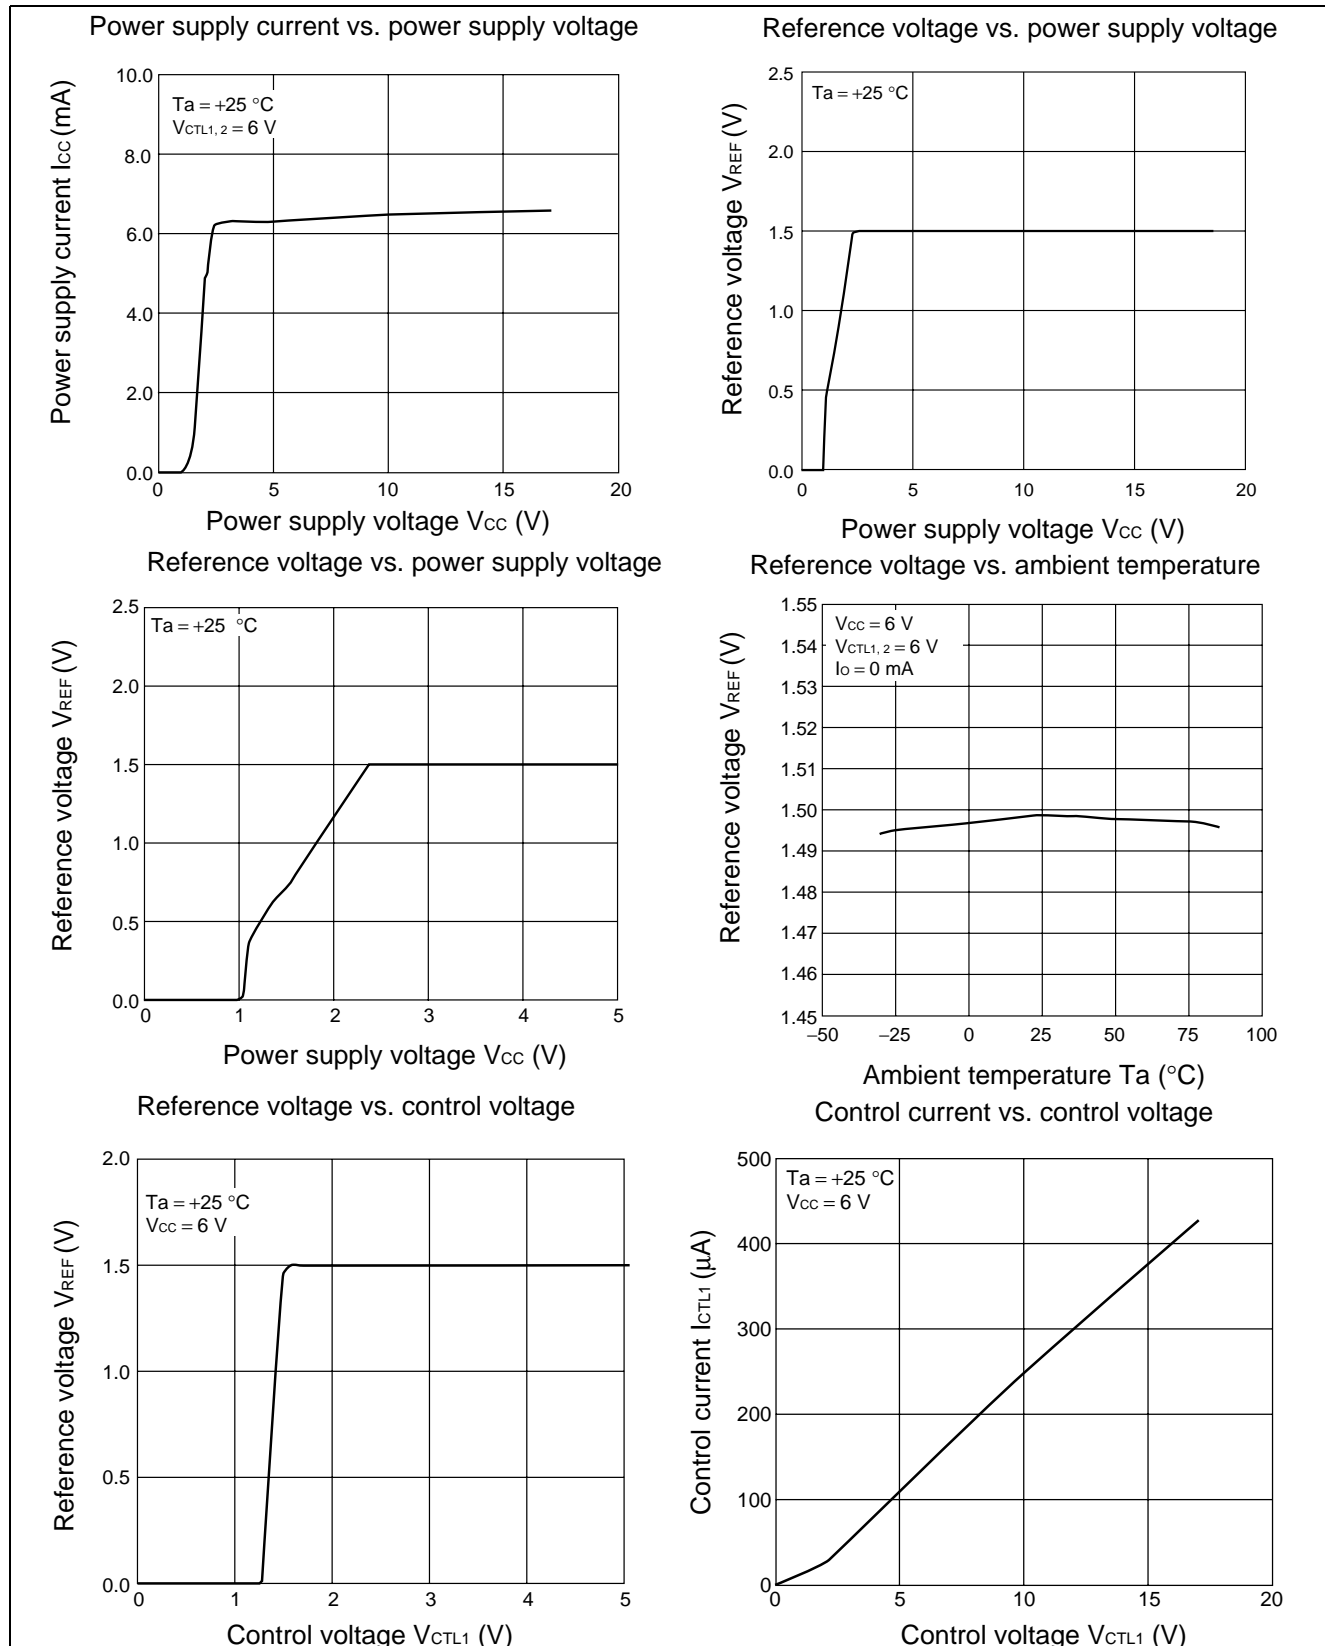 Power supply current vs. power supply voltage
Power supply current ICC (mA)
10.0
8.0
6.0
4.0
2.0
0.0
Ta = +25 °C
VCTL1, 2 = 6 V
0 5 10 15 20
Power supply voltage VCC (V)
Reference voltage vs. power supply voltage
Reference voltage VREF (V)
2.5
2.0
1.5
1.0
0.5
0.0
Ta = +25 °C
0 5 10 15 20
Power supply voltage VCC (V)
Reference voltage vs. power supply voltage
Reference voltage VREF (V)
2.5
2.0
1.5
1.0
0.5
0.0
Ta = +25 °C
0 1 2 3 4 5
Power supply voltage VCC (V)
Reference voltage vs. ambient temperature
Reference voltage VREF (V)
1.55
1.54
1.53
1.52
1.51
1.50
1.49
1.48
1.47
1.46
1.45
VCC = 6 V
VCTL1, 2 = 6 V
IO = 0 mA
−50 −25 0 25 50 75 100
Ambient temperature Ta (°C)
Reference voltage vs. control voltage
Reference voltage VREF (V)
2.0
1.5
1.0
0.5
0.0
Ta = +25 °C
VCC = 6 V
0 1 2 3 4 5
Control voltage VCTL1 (V)
Control current vs. control voltage
Control current ICTL1 (µA)
500
400
300
200
100
0
Ta = +25 °C
VCC = 6 V
0 5 10 15 20
Control voltage VCTL1 (V)